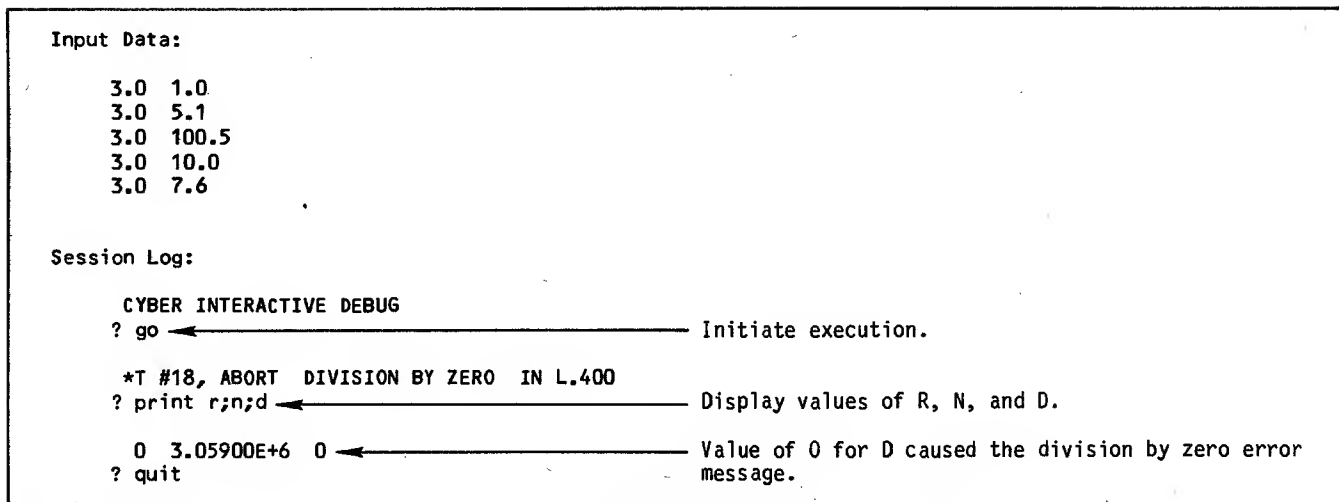 Input Data:
3.0 1.0
3.0 5.1
3.0 100.5
3.0 10.0
3.0 7.6
Session Log:
CYBER INTERACTIVE DEBUG
? go Initiate execution.
*T #18, ABORT DIVISION BY ZERO IN L.400
? print r;n;d Display values of R, N, and D.
0 3.05900E+6 0 Value of 0 for D caused the division by zero error
? quit message.